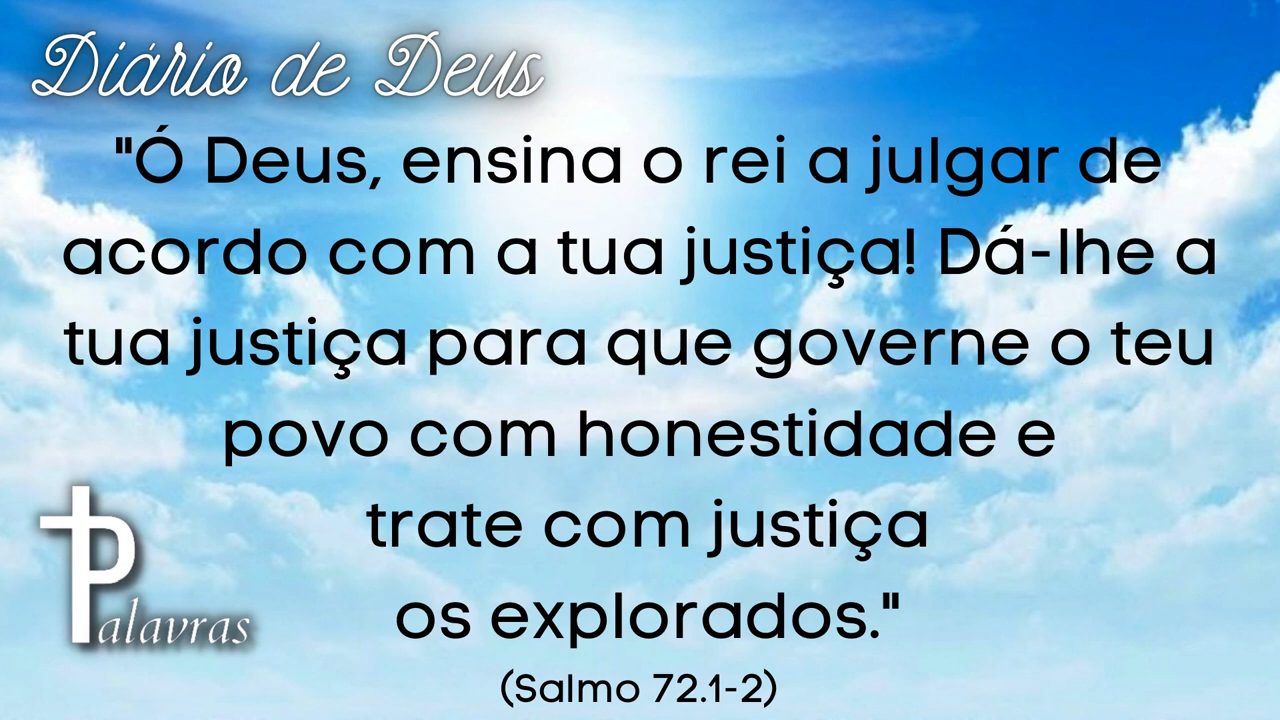 Diário de Deus
"Ó Deus, ensina o rei a julgar de
acordo com a tua justiça! Dá-lhe a
tua justiça para que governe o teu
povo com honestidade e
trate com justiça
os explorados."
Palavras
(Salmo 72.1-2)